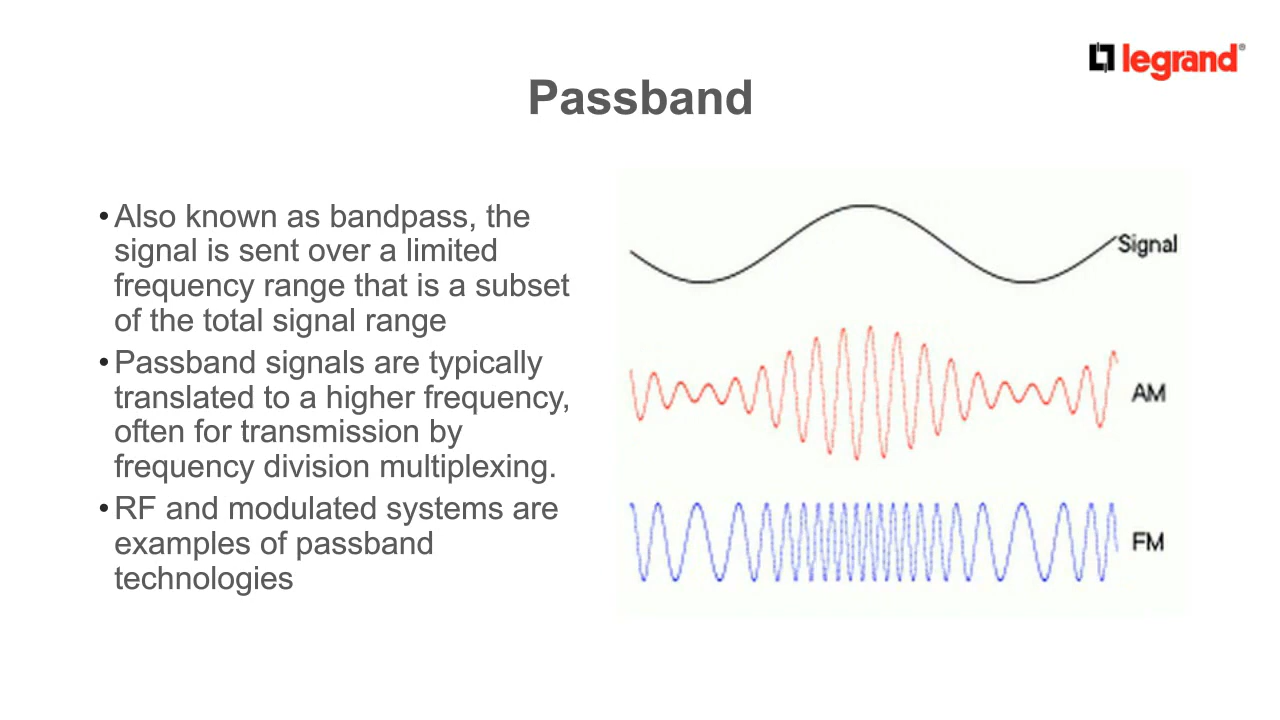 legrand®
Passband
•Also known as bandpass, the
signal is sent over a limited
frequency range that is a subset
of the total signal range
•Passband signals are typically
translated to a higher frequency,
often for transmission by
frequency division multiplexing.
•RF and modulated systems are
examples of passband
technologies
Signal
AM
FM